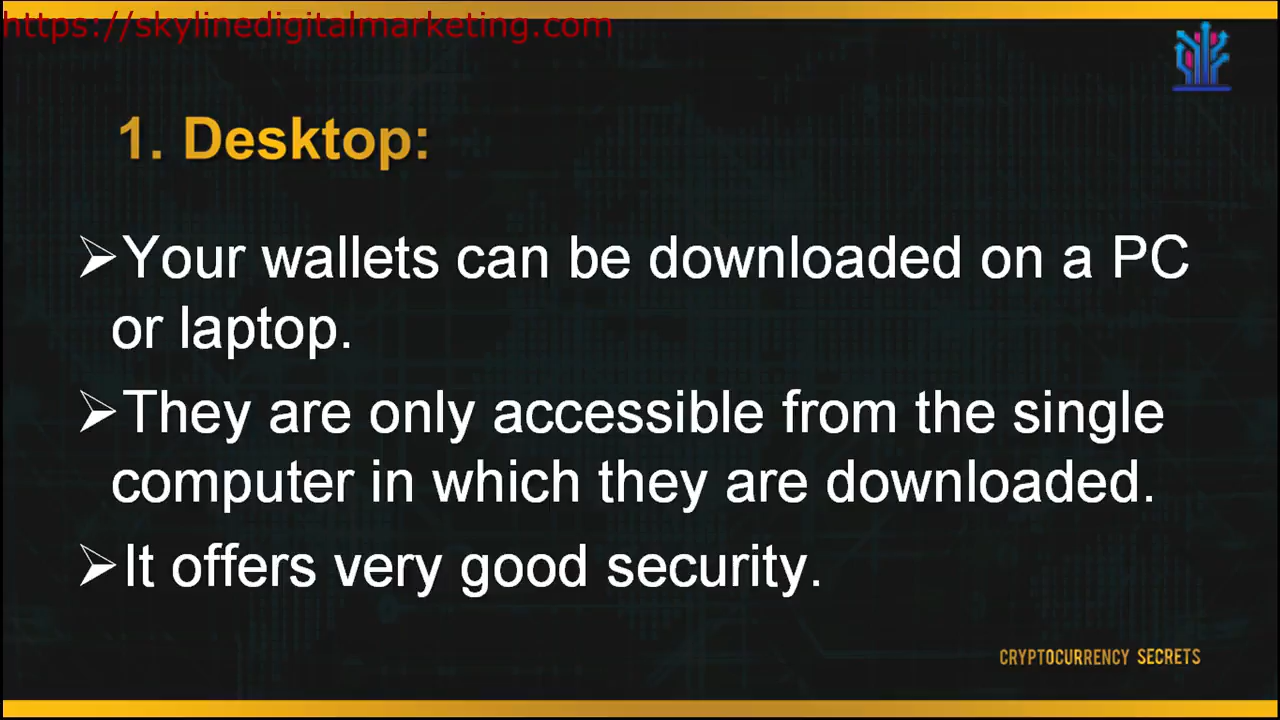 https://skylinedigitalmarketing.com
1. Desktop:
➢Your wallets can be downloaded on a PC
or laptop.
➢They are only accessible from the single
computer in which they are downloaded.
➢It offers very good security.
CRYPTOCURRENCY SECRETS